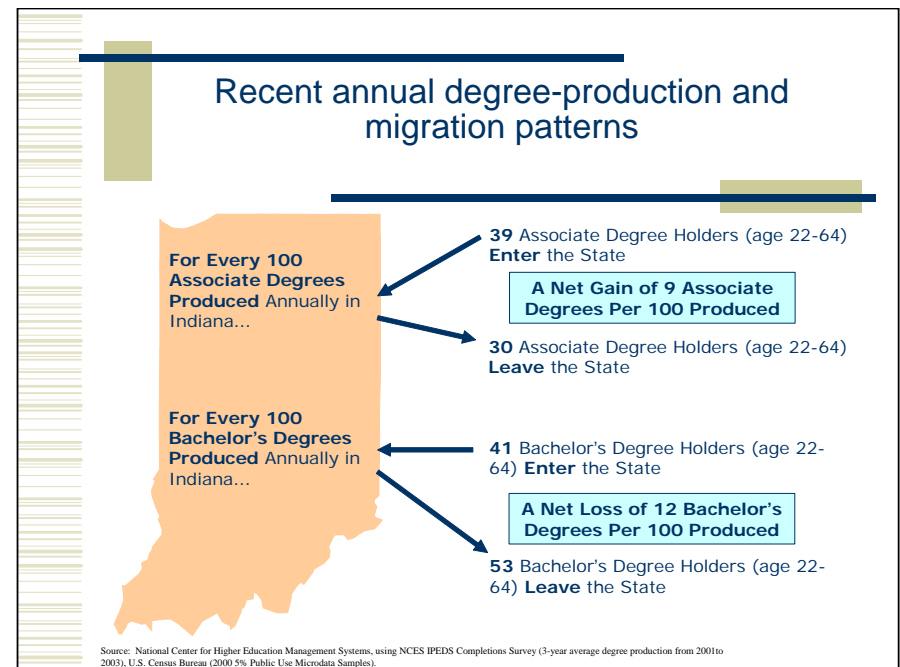 Recent annual degree-production and
migration patterns
For Every 100
Associate Degrees
Produced Annually in
Indiana...
39 Associate Degree Holders (age 22-64)
Enter the State
A Net Gain of 9 Associate
Degrees Per 100 Produced
30 Associate Degree Holders (age 22-64)
Leave the State
For Every 100
Bachelor's Degrees
Produced Annually in
Indiana...
41 Bachelor's Degree Holders (age 22-
64) Enter the State
A Net Loss of 12 Bachelor's
Degrees Per 100 Produced
53 Bachelor's Degree Holders (age 22-
64) Leave the State
Source: National Center for Higher Education Management Systems, using NCES IPEDS Completions Survey (3-year average degree production from 2001to
2003), U.S. Census Bureau (2000 5% Public Use Microdata Samples).